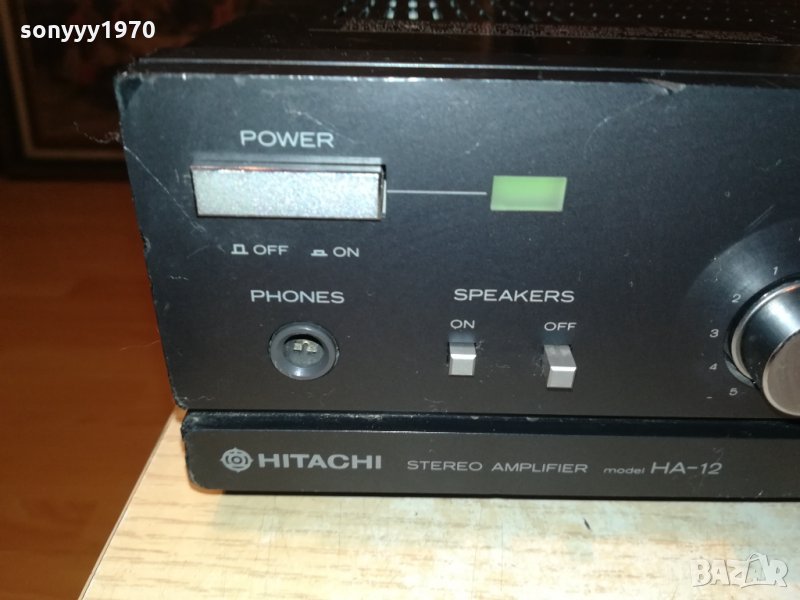 sonyyy1970
POWER
OFF ON
PHONES
SPEAKERS
ON OFF
1
2
3
4
5
HITACHI STEREO AMPLIFIER model HA-12
BAZAR